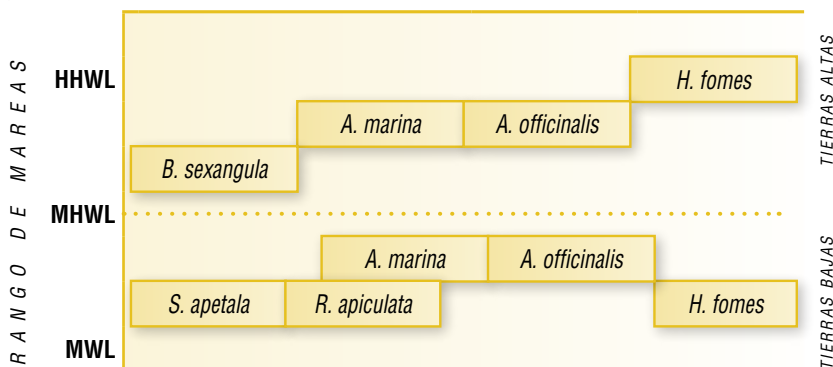 RANGO DE MAREAS
HHWL
H. fomes
A. marina
A. officinalis
B. sexangula
TIERRAS ALTAS
MHWL
A. marina
A. officinalis
S. apetala
R. apiculata
H. fomes
TIERRAS BAJAS
MWL